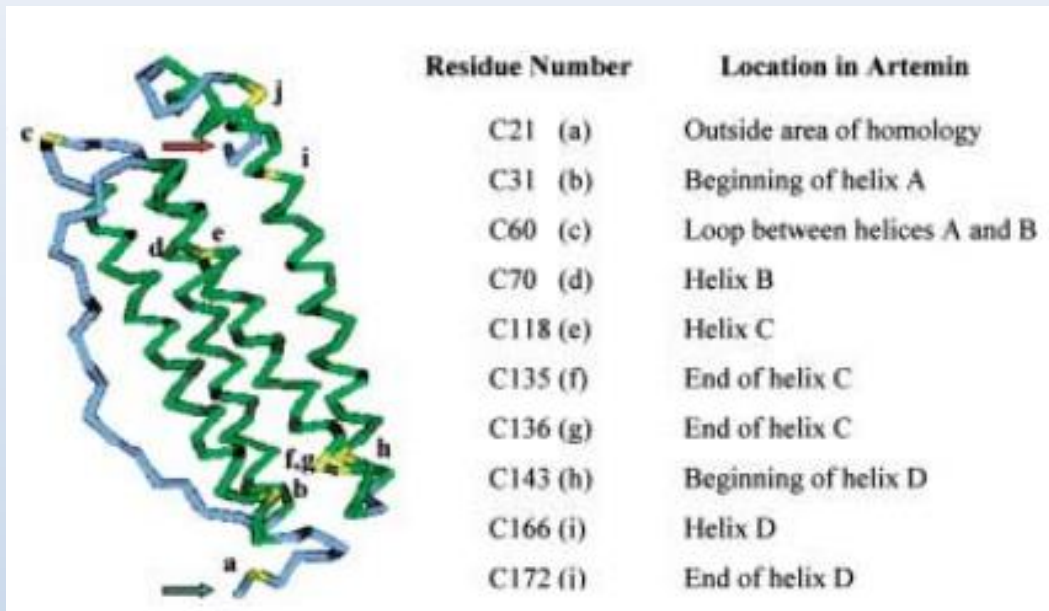 Residue Number Location in Artemin
C21 (a) Outside area of homology
C31 (b) Beginning of helix A
C60 (c) Loop between helices A and B
C70 (d) Helix B
C118 (e) Helix C
C135 (f) End of helix C
C136 (g) End of helix C
C143 (h) Beginning of helix D
C166 (i) Helix D
C172 (j) End of helix D
j
c
i
e
d
h
f,g
b
a